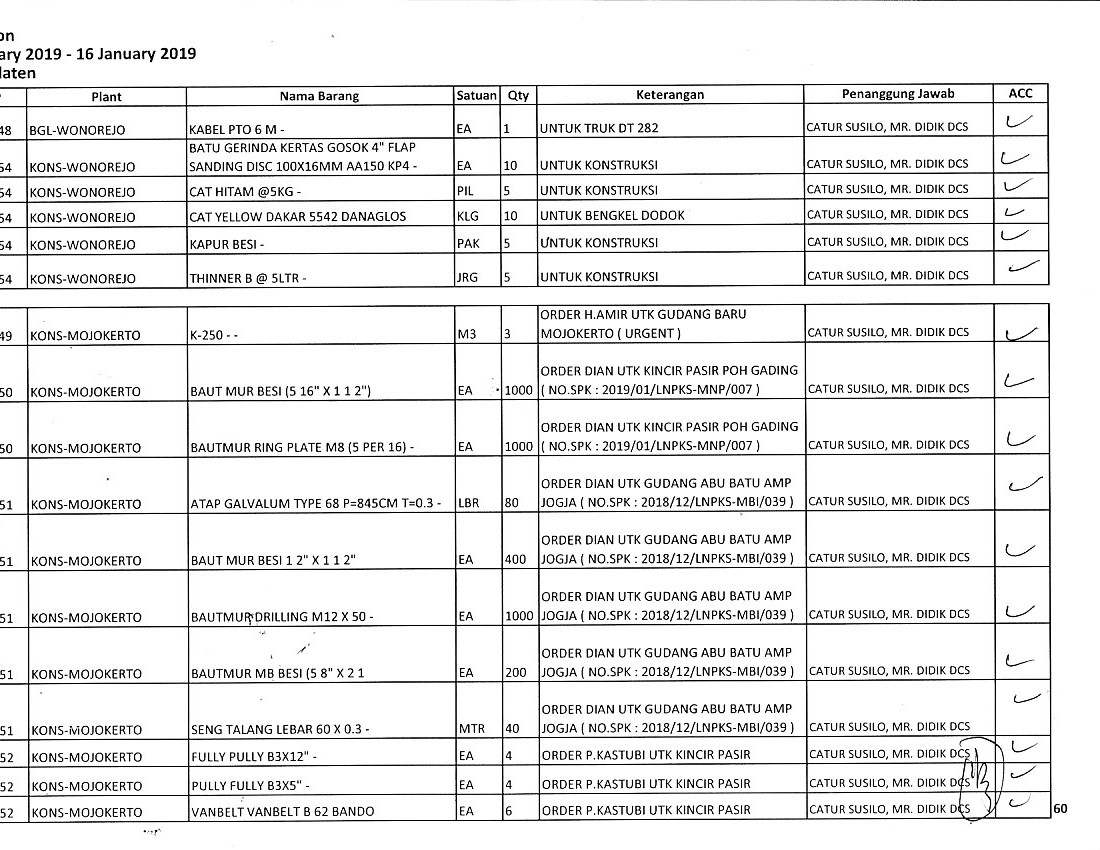 on
ary 2019 - 16 January 2019
laten
Plant Nama Barang Satuan Qty Keterangan Penanggung Jawab ACC
48 BGL-WONOREJO KABEL PTO 6 M - EA 1 UNTUK TRUK DT 282 CATUR SUSILO, MR. DIDIK DCS
BATU GERINDA KERTAS GOSOK 4" FLAP
54 KONS-WONOREJO SANDING DISC 100X16MM AA150 KP4 - EA 10 UNTUK KONSTRUKSI CATUR SUSILO, MR. DIDIK DCS
54 KONS-WONOREJO CAT HITAM @5KG - PIL 5 UNTUK KONSTRUKSI CATUR SUSILO, MR. DIDIK DCS
54 KONS-WONOREJO CAT YELLOW DAKAR 5542 DANAGLOS KLG 10 UNTUK BENGKEL DODOK CATUR SUSILO, MR. DIDIK DCS
54 KONS-WONOREJO KAPUR BESI - PAK 5 UNTUK KONSTRUKSI CATUR SUSILO, MR. DIDIK DCS
54 KONS-WONOREJO THINNER B @ 5LTR - JRG 5 UNTUK KONSTRUKSI CATUR SUSILO, MR. DIDIK DCS
ORDER H.AMIR UTK GUDANG BARU
49 KONS-MOJOKERTO K-250 - - M3 3 MOJOKERTO ( URGENT ) CATUR SUSILO, MR. DIDIK DCS
ORDER DIAN UTK KINCIR PASIR POH GADING
50 KONS-MOJOKERTO BAUT MUR BESI (5 16" X 1 1 2") EA 1000 ( NO.SPK : 2019/01/LNPKS-MNP/007 ) CATUR SUSILO, MR. DIDIK DCS
ORDER DIAN UTK KINCIR PASIR POH GADING
50 KONS-MOJOKERTO BAUTMUR RING PLATE M8 (5 PER 16) - EA 1000 ( NO.SPK : 2019/01/LNPKS-MNP/007 ) CATUR SUSILO, MR. DIDIK DCS
ORDER DIAN UTK GUDANG ABU BATU AMP
51 KONS-MOJOKERTO ATAP GALVALUM TYPE 68 P=845CM T=0.3 - LBR 80 JOGJA ( NO.SPK : 2018/12/LNPKS-MBI/039 ) CATUR SUSILO, MR. DIDIK DCS
ORDER DIAN UTK GUDANG ABU BATU AMP
51 KONS-MOJOKERTO BAUT MUR BESI 1 2" X 1 1 2" EA 400 JOGJA ( NO.SPK : 2018/12/LNPKS-MBI/039 ) CATUR SUSILO, MR. DIDIK DCS
ORDER DIAN UTK GUDANG ABU BATU AMP
51 KONS-MOJOKERTO BAUTMUR DRILLING M12 X 50 - EA 1000 JOGJA ( NO.SPK : 2018/12/LNPKS-MBI/039 ) CATUR SUSILO, MR. DIDIK DCS
ORDER DIAN UTK GUDANG ABU BATU AMP
51 KONS-MOJOKERTO BAUTMUR MB BESI (5 8" X 2 1 EA 200 JOGJA ( NO.SPK : 2018/12/LNPKS-MBI/039 ) CATUR SUSILO, MR. DIDIK DCS
ORDER DIAN UTK GUDANG ABU BATU AMP
51 KONS-MOJOKERTO SENG TALANG LEBAR 60 X 0.3 - MTR 40 JOGJA ( NO.SPK : 2018/12/LNPKS-MBI/039 ) CATUR SUSILO, MR. DIDIK DCS
52 KONS-MOJOKERTO FULLY PULLY B3X12" - EA 4 ORDER P.KASTUBI UTK KINCIR PASIR CATUR SUSILO, MR. DIDIK DCS
52 KONS-MOJOKERTO PULLY FULLY B3X5" - EA 4 ORDER P.KASTUBI UTK KINCIR PASIR CATUR SUSILO, MR. DIDIK DCS
52 KONS-MOJOKERTO VANBELT VANBELT B 62 BANDO EA 6 ORDER P.KASTUBI UTK KINCIR PASIR CATUR SUSILO, MR. DIDIK DCS 60